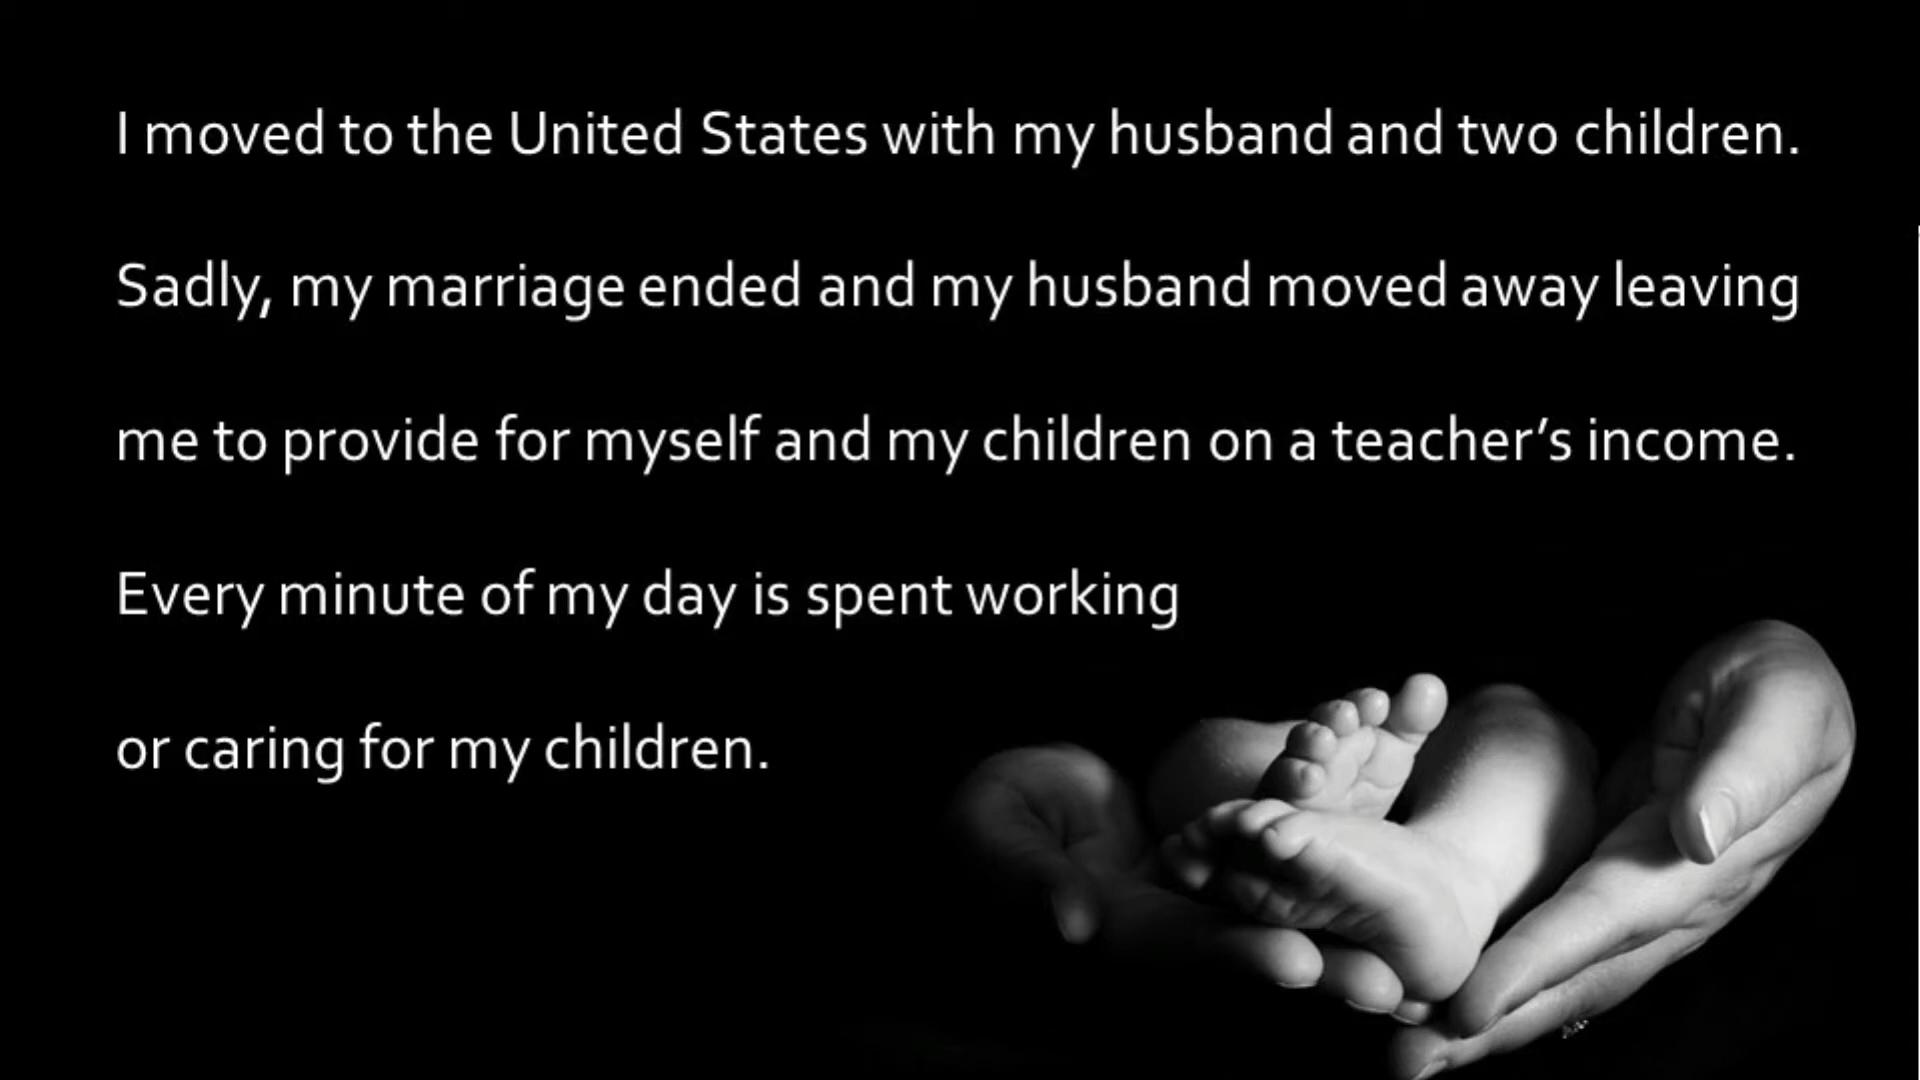 I moved to the United States with my husband and two children.
Sadly, my marriage ended and my husband moved away leaving
me to provide for myself and my children on a teacher’s income.
Every minute of my day is spent working
or caring for my children.